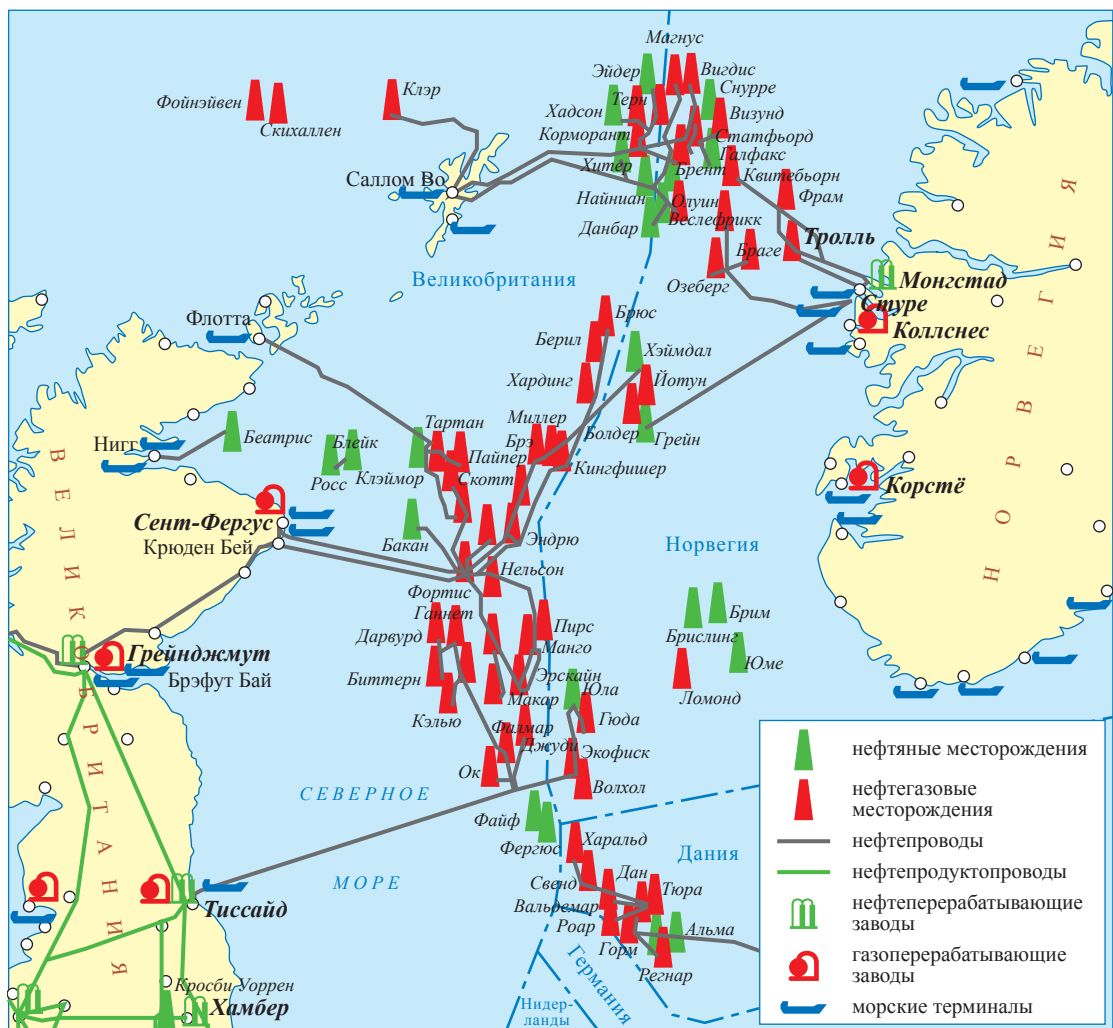 Магнус
Эйдер
Вигдис
Снурре
Клэр
Терн
Фойнэйвен
Хадсон
Визунд
Скихаллен
Корморант
Статфьорд
Галфакс
Хитер
Брент
Квитебьорн
Саллом Во
Найниан
Олуин
Фрам
Данбар
Веслефрикк
Тролль
Браге
Великобритания
Озеберг
Монгстад
Стуре
Коллснес
Флотта
Брюс
Берил
Хэймдал
Хардинг
Йотун
Тартан
Миллер
Брэ
Болдер
Грейн
Беатрис
Блейк
Нигг
Пайпер
Росс
Клэймор
Скотт
Кингфишер
Корстё
Сент-Фергус
Крюден Бей
Бакан
Эндрю
Норвегия
НОРВЕГИЯ
Нельсон
Фортис
Ганнет
Дарвурд
Пирс
Манго
Брим
Брислинг
Юме
Ломонд
Грейнджмут
Брэфут Бай
ВЕЛИКОБРИТАНИЯ
Биттерн
Эрскайн
Юла
Кэлью
Макар
Гюда
Филмар
Джуди
Экофиск
Ок
Волхол
СЕВЕРНОЕ
МОРЕ
Файф
Фергюс
Харальд
Дания
Свенд
Дан
Тюра
Вальдемар
Роар
Горм
Альма
Регнар
Тиссайд
Кросби Уоррен
Хамбер
Германия
Нидер-
ланды
нефтяные месторождения
нефтегазовые
месторождения
нефтепроводы
нефтепродуктопроводы
нефтеперерабатывающие
заводы
газоперерабатывающие
заводы
морские терминалы